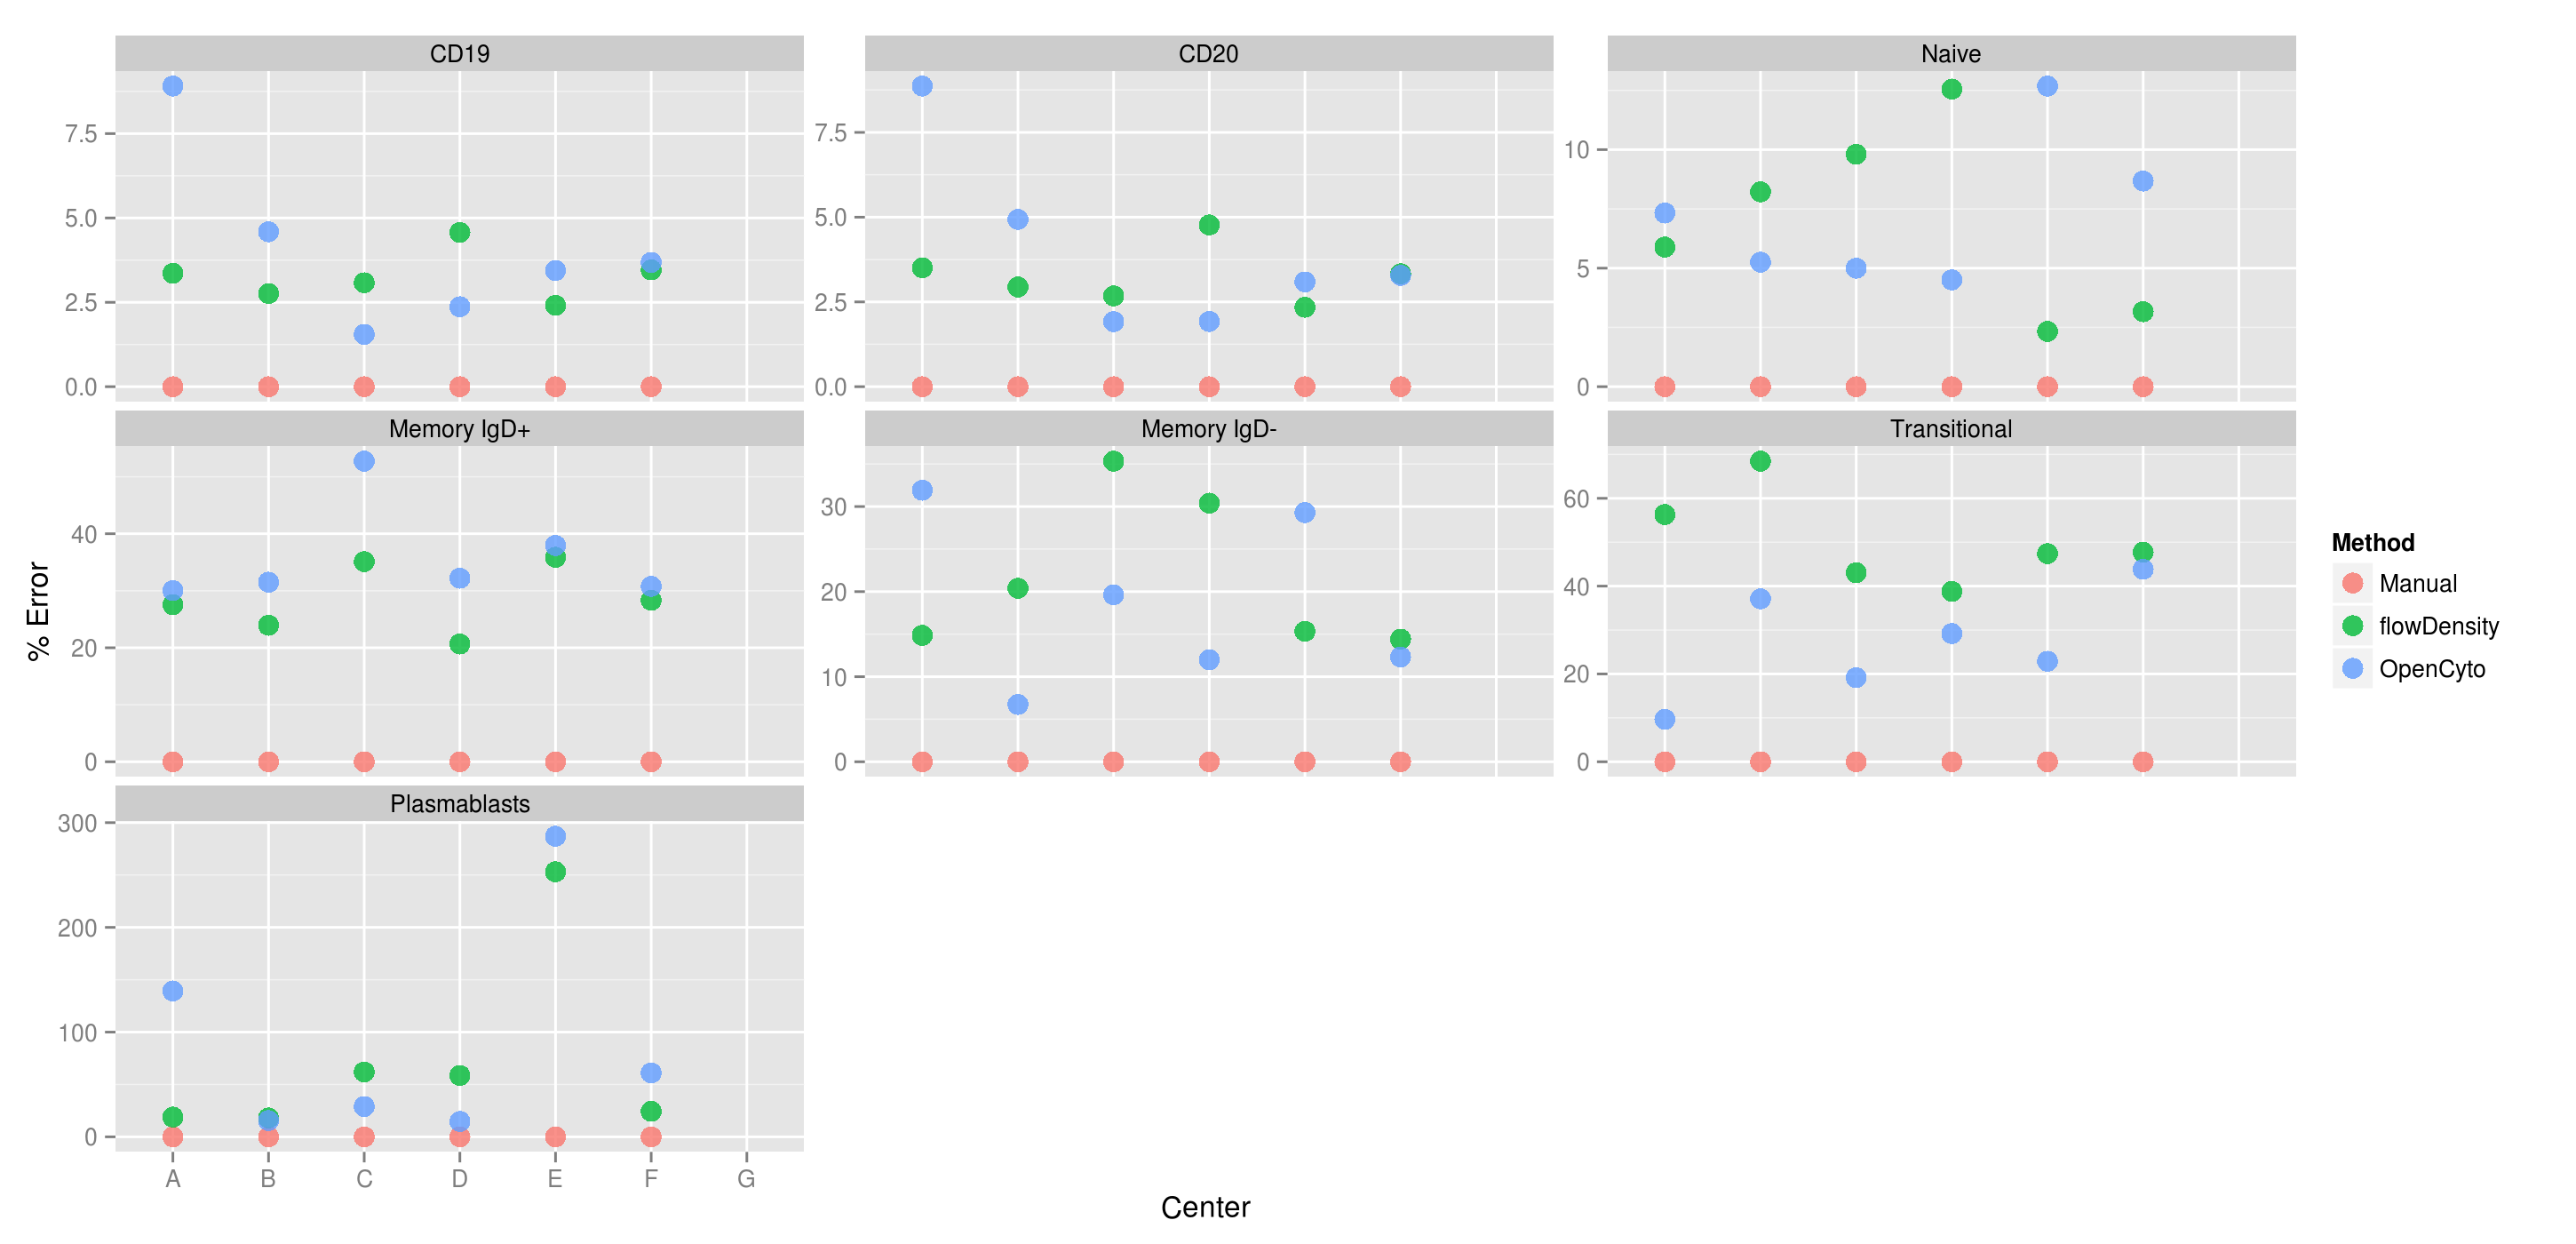 CD19
CD20
Naive
7.5
5.0
2.5
0.0
7.5
5.0
2.5
0.0
10
5
0
Memory IgD+
Memory IgD-
Transitional
40
20
0
30
20
10
0
60
40
20
0
Plasmablasts
300
200
100
0
A B C D E F G
Center
% Error
Method
Manual
flowDensity
OpenCyto